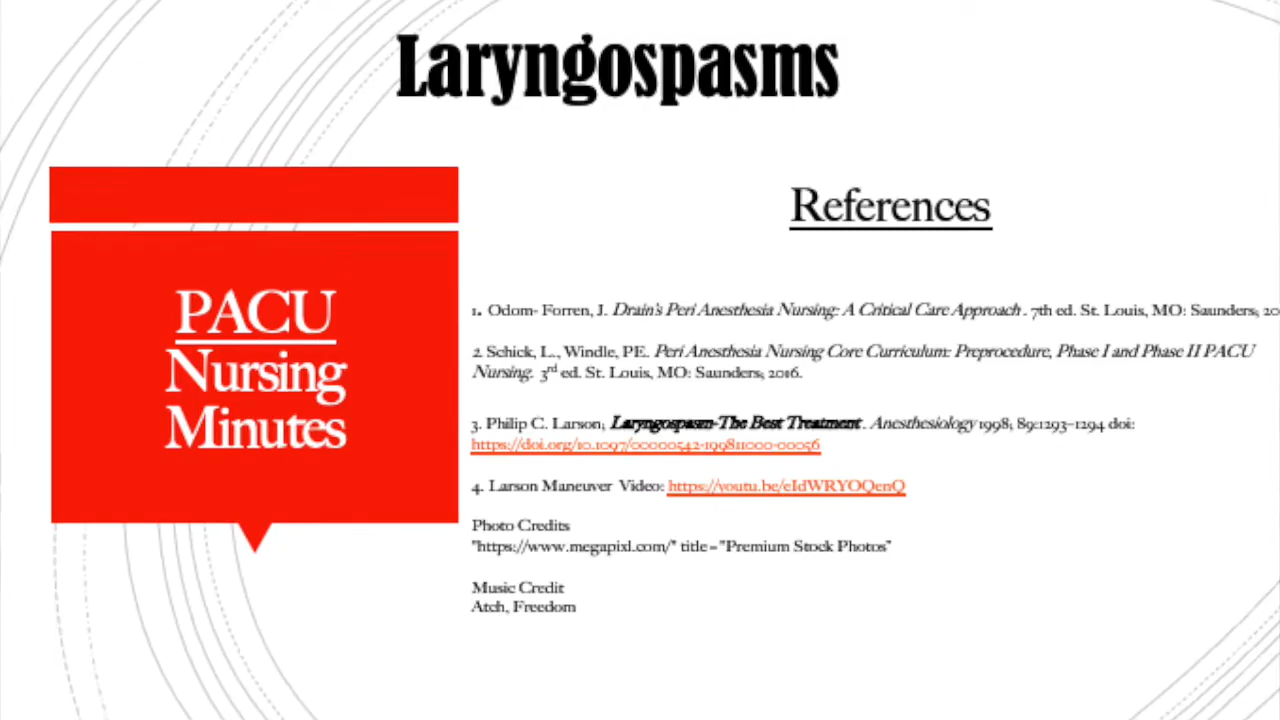 Laryngospasms
PACU
Nursing
Minutes
References
1. Odom- Forren, J. Drain's Peri Anesthesia Nursing: A Critical Care Approach . 7th ed. St. Louis, MO: Saunders; 20
2. Schick, L., Windle, PE. Peri Anesthesia Nursing Core Curriculum: Preprocedure, Phase I and Phase II PACU
Nursing. 3rd ed. St. Louis, MO: Saunders; 2016.
3. Philip C. Larson; Laryngospasm-The Best Treatment . Anesthesiology 1998; 89:1293–1294 doi:
https://doi.org/10.1097/00000542-199811000-00056
4. Larson Maneuver Video: https://youtu.be/eIdWRYOQenQ
Photo Credits
"https://www.megapixl.com/" title="Premium Stock Photos"
Music Credit
Atch, Freedom